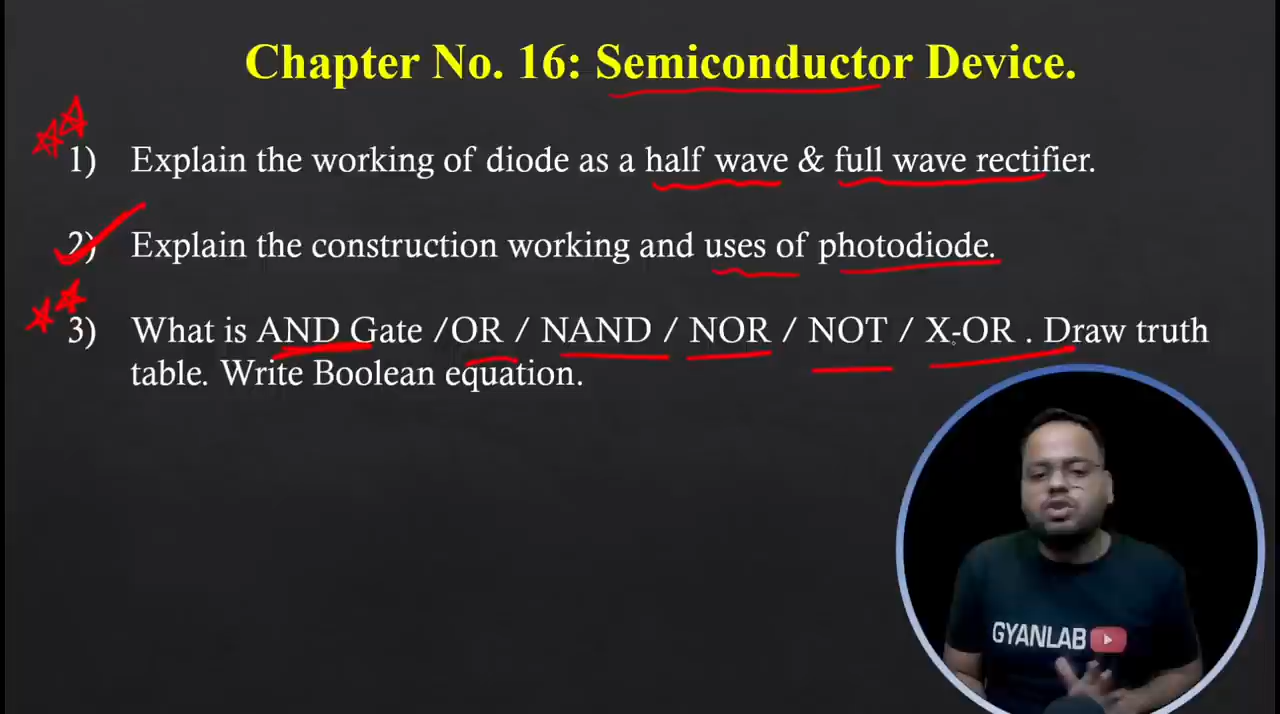 Chapter No. 16: Semiconductor Device.
1) Explain the working of diode as a half wave & full wave rectifier.
2) Explain the construction working and uses of photodiode.
3) What is AND Gate /OR / NAND / NOR / NOT / X-OR . Draw truth
table. Write Boolean equation.
GYANLAB